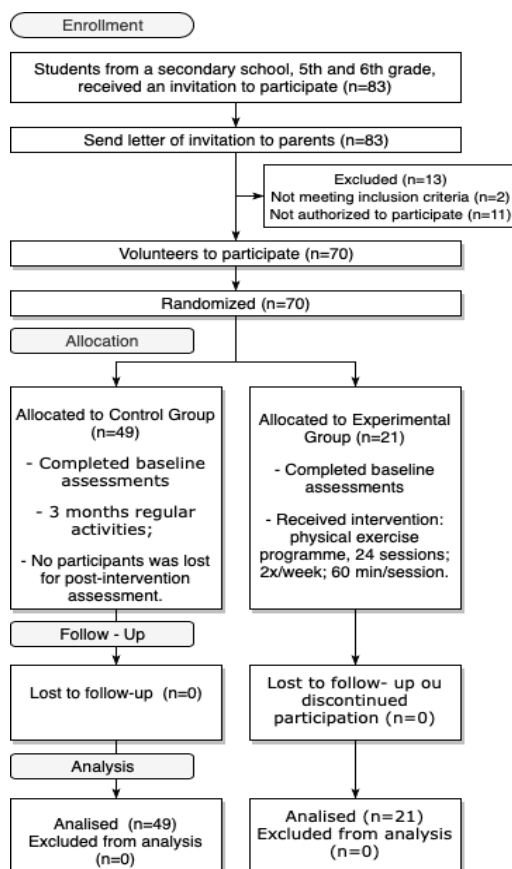 Enrollment
Students from a secondary school, 5th and 6th grade,
received an invitation to participate (n=83)
Send letter of invitation to parents (n=83)
Excluded (n=13)
Not meeting inclusion criteria (n=2)
Not authorized to participate (n=11)
Volunteers to participate (n=70)
Randomized (n=70)
Allocation
Allocated to Control Group
(n=49)
- Completed baseline
assessments
- 3 months regular
activities;
- No participants was lost
for post-intervention
assessment.
Allocated to Experimental
Group (n=21)
- Completed baseline
assessments
- Received intervention:
physical exercise
programme, 24 sessions;
2x/week; 60 min/session.
Follow - Up
Lost to follow-up (n=0)
Lost to follow- up ou
discontinued
participation (n=0)
Analysis
Analised (n=49)
Excluded from analysis
(n=0)
Analised (n=21)
Excluded from analysis
(n=0)